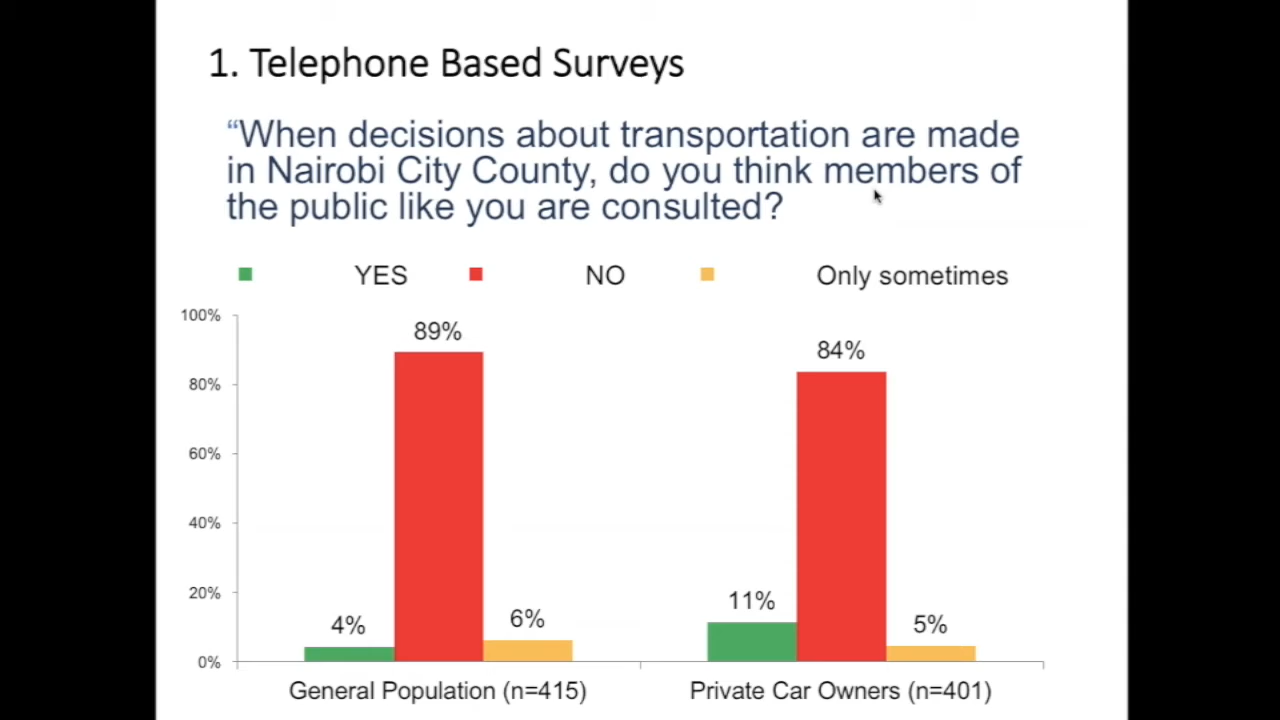 1. Telephone Based Surveys
“When decisions about transportation are made
in Nairobi City County, do you think members of
the public like you are consulted?
YES NO Only sometimes
100%
80%
60%
40%
20%
0%
4%
89%
6%
11%
84%
5%
General Population (n=415)
Private Car Owners (n=401)